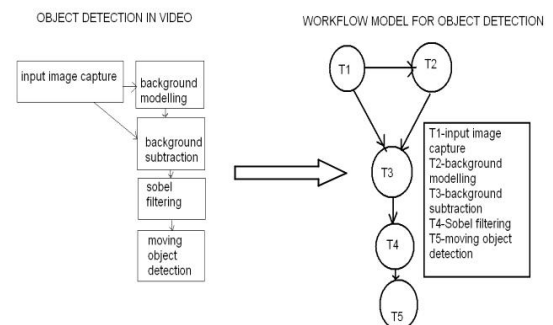 OBJECT DETECTION IN VIDEO
input image capture
background
modelling
background
subtraction
sobel
filtering
moving
object
detection
WORKFLOW MODEL FOR OBJECT DETECTION
T1
T2
T3
T4
T5
T1-input image
capture
T2-background
modelling
T3-background
subtraction
T4-Sobel filtering
T5-moving object
detection